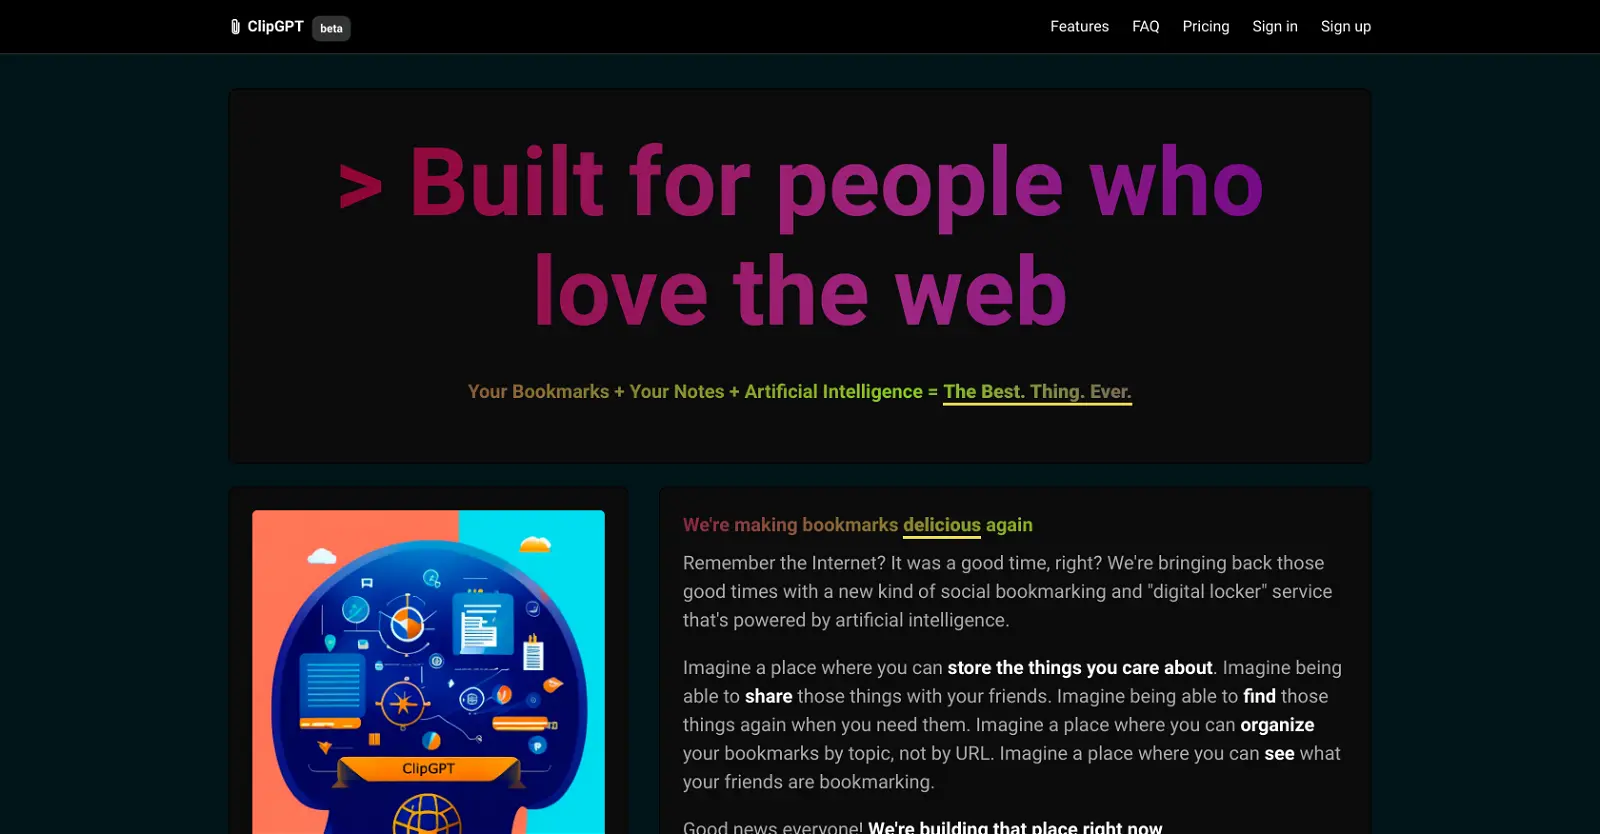 ClipGPT beta
Features FAQ Pricing Sign in Sign up
> Built for people who
love the web
Your Bookmarks + Your Notes + Artificial Intelligence = The Best. Thing. Ever.
ClipGPT
We're making bookmarks delicious again
Remember the Internet? It was a good time, right? We're bringing back those
good times with a new kind of social bookmarking and "digital locker" service
that's powered by artificial intelligence.
Imagine a place where you can store the things you care about. Imagine being
able to share those things with your friends. Imagine being able to find those
things again when you need them. Imagine a place where you can organize
your bookmarks by topic, not by URL. Imagine a place where you can see what
your friends are bookmarking.
Good news everyone! We're building that place right now